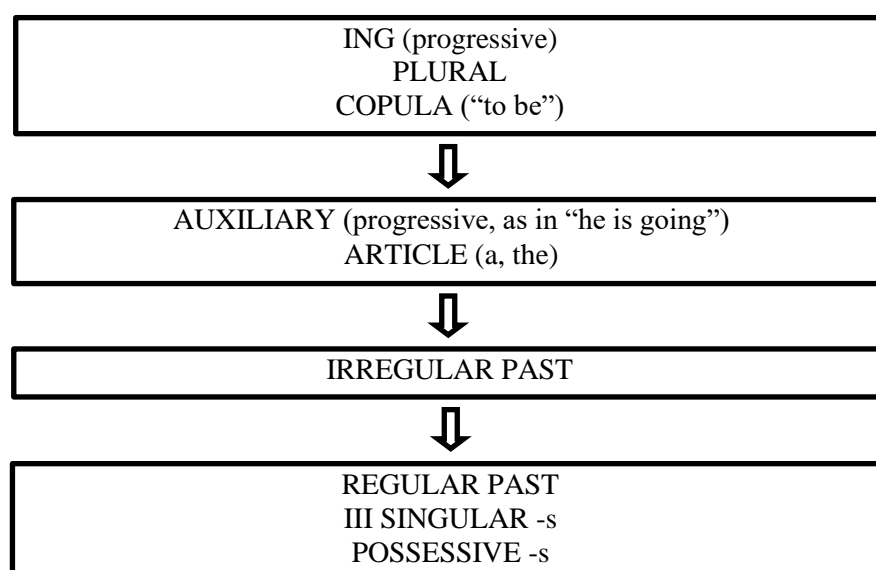 ING (progressive)
PLURAL
COPULA (“to be”)
AUXILIARY (progressive, as in “he is going”)
ARTICLE (a, the)
IRREGULAR PAST
REGULAR PAST
III SINGULAR -s
POSSESSIVE -s